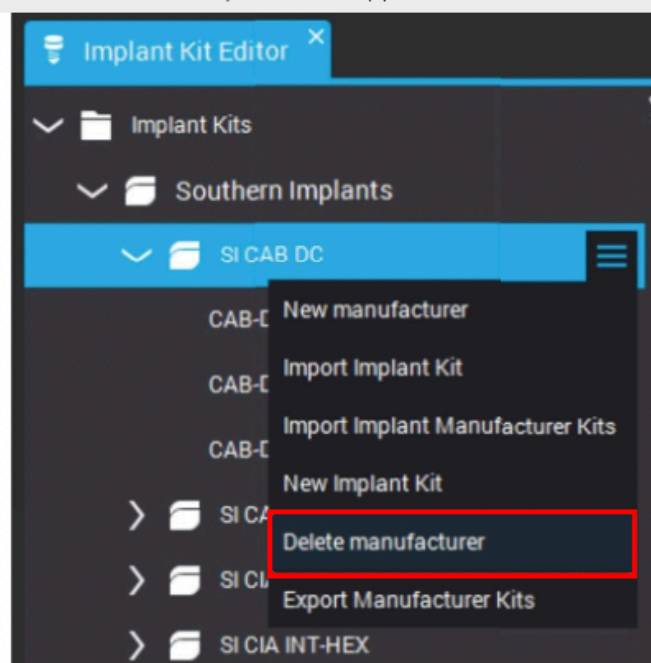 Implant Kit Editor
Implant Kits
Southern Implants
SI CAB DC
New manufacturer
Import Implant Kit
Import Implant Manufacturer Kits
New Implant Kit
Delete manufacturer
Export Manufacturer Kits
SI CIA INT-HEX